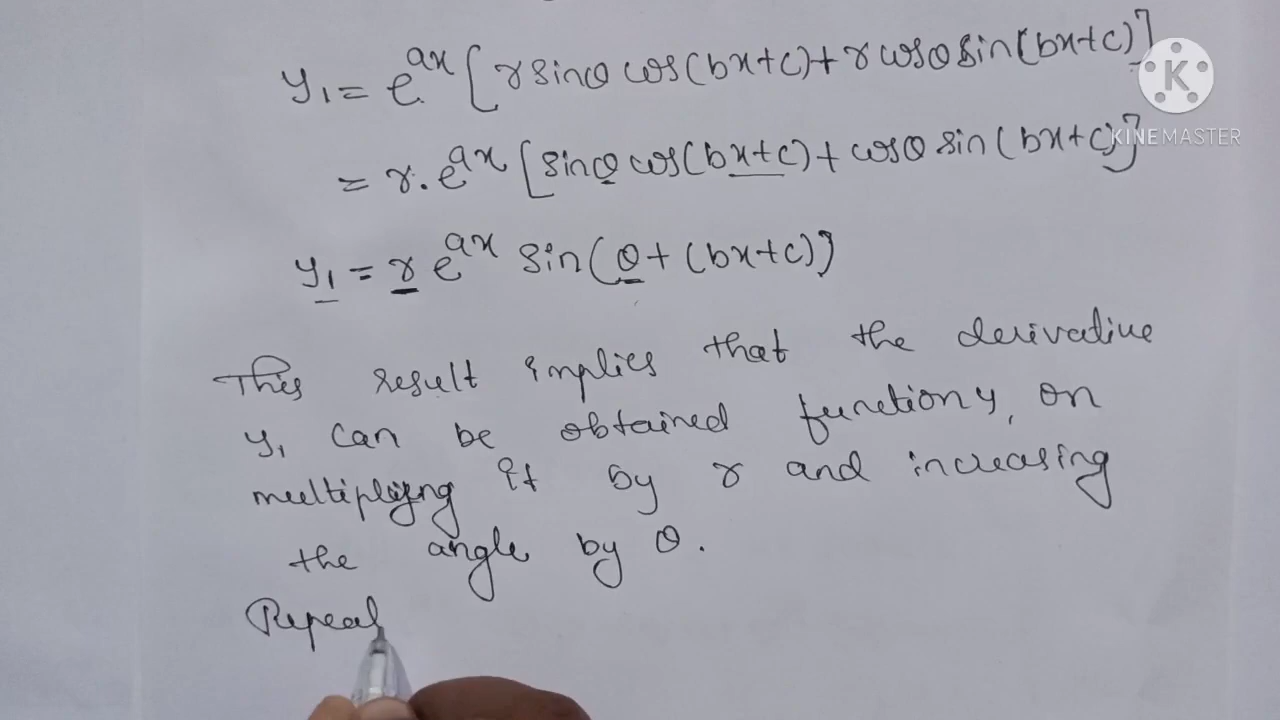 y₁ = e^{ax} [r sinθ cos(bx+c) + r cosθ sin(bx+c)]
K
KINEMASTER
= r. e^{ax} [sinθ cos(bx+c) + cosθ sin(bx+c)]
y₁ = r e^{ax} sin(θ + (bx+c)]
This result implies that the derivative
y₁ can be obtained function y, on
multiplying it by r and increasing
the angle by θ.
Repeat